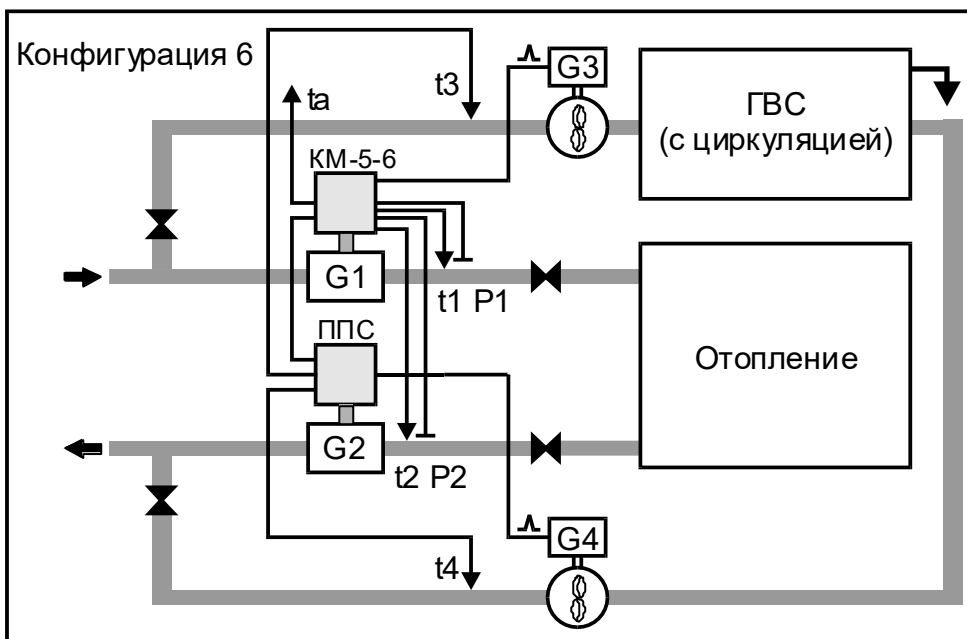 Конфигурация 6
t3
G3
ta
ГВС
(с циркуляцией)
КМ-5-6
G1
t1 P1
ППС
Отопление
G2
t2 P2
G4
t4